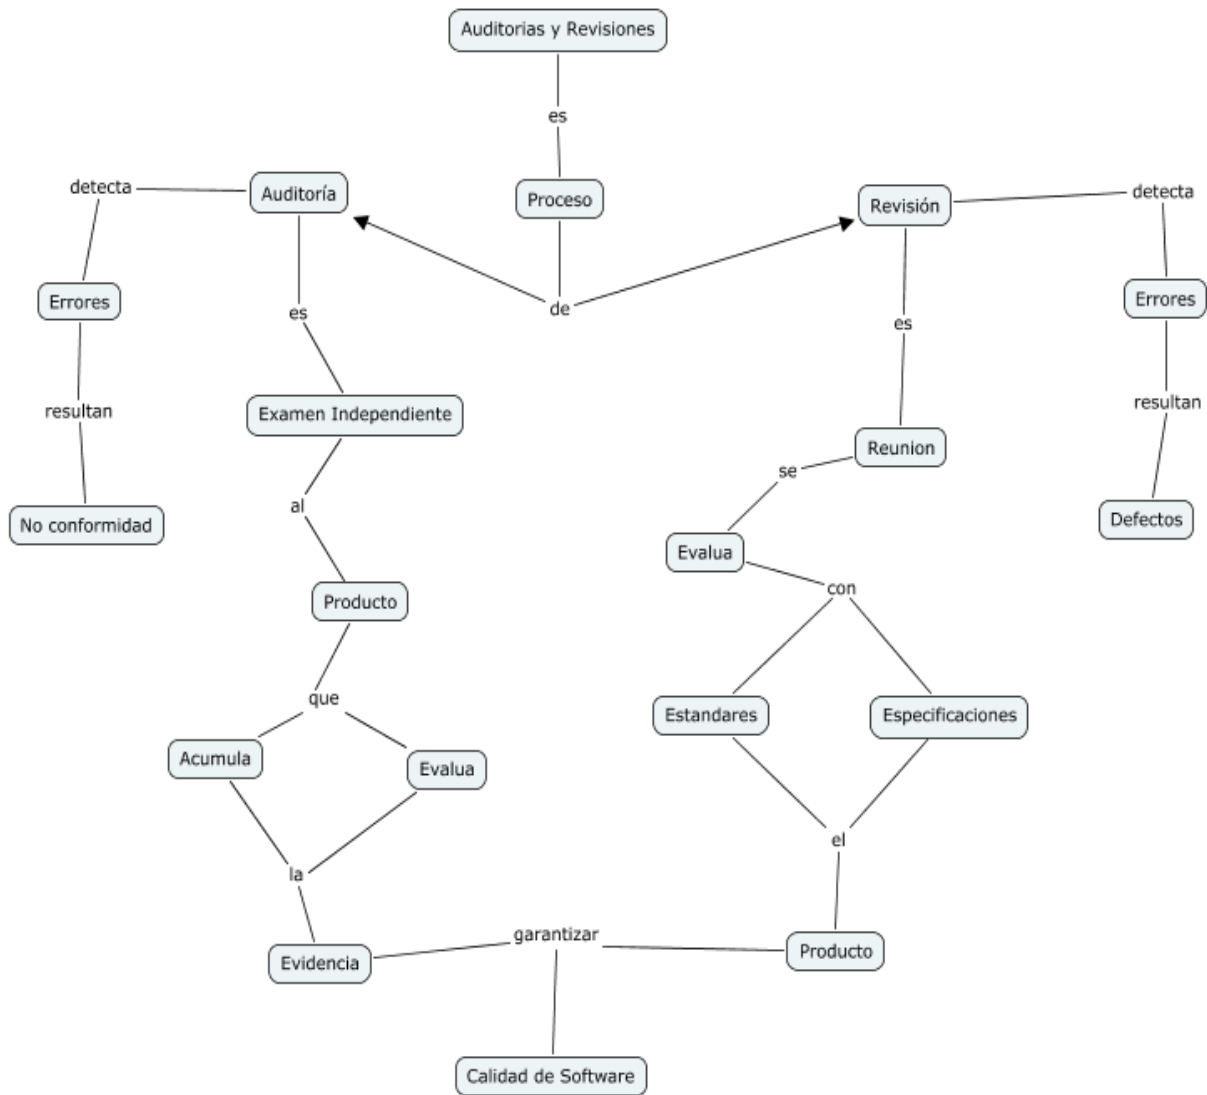 Auditorias y Revisiones
es
Proceso
de
detecta
Auditoría
Errores
resultan
No conformidad
es
Examen Independiente
al
Producto
que
Acumula
Evalua
la
Evidencia
Revisión
detecta
Errores
resultan
Defectos
es
Reunion
se
Evalua
con
Estandares
Especificaciones
el
Producto
garantizar
Calidad de Software